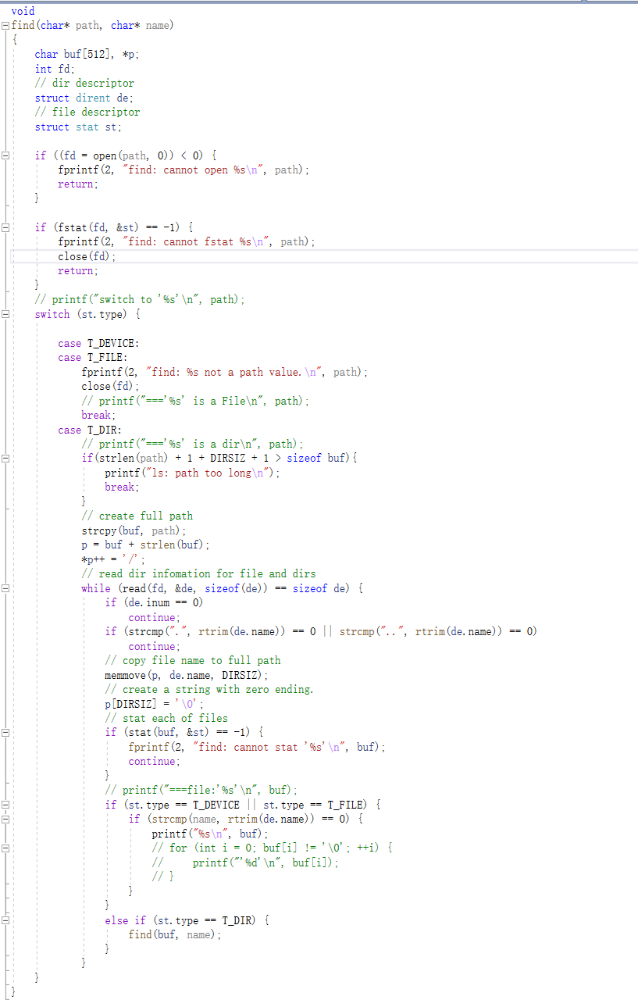 void
find(char* path, char* name)
{
    char buf[512], *p;
    int fd;
    // dir descriptor
    struct dirent de;
    // file descriptor
    struct stat st;

    if ((fd = open(path, 0)) < 0) {
        fprintf(2, "find: cannot open %s\n", path);
        return;
    }

    if (fstat(fd, &st) == -1) {
        fprintf(2, "find: cannot fstat %s\n", path);
        close(fd);
        return;
    }
    // printf("switch to '%s'\n", path);
    switch (st.type) {

        case T_DEVICE:
        case T_FILE:
            fprintf(2, "find: %s not a path value.\n", path);
            close(fd);
            // printf("==='%s' is a File\n", path);
            break;
        case T_DIR:
            // printf("==='%s' is a dir\n", path);
            if(strlen(path) + 1 + DIRSIZ + 1 > sizeof buf){
                printf("ls: path too long\n");
                break;
            }
            // create full path
            strcpy(buf, path);
            p = buf + strlen(buf);
            *p++ = '/';
            // read dir infomation for file and dirs
            while (read(fd, &de, sizeof(de)) == sizeof de) {
                if (de.inum == 0)
                    continue;
                if (strcmp(".", rtrim(de.name)) == 0 || strcmp("..", rtrim(de.name)) == 0)
                    continue;
                // copy file name to full path
                memmove(p, de.name, DIRSIZ);
                // create a string with zero ending.
                p[DIRSIZ] = '\0';
                // stat each of files
                if (stat(buf, &st) == -1) {
                    fprintf(2, "find: cannot stat '%s'\n", buf);
                    continue;
                }
                // printf("===file:'%s'\n", buf);
                if (st.type == T_DEVICE || st.type == T_FILE) {
                    if (strcmp(name, rtrim(de.name)) == 0) {
                        printf("%s\n", buf);
                        // for (int i = 0; buf[i] != '\0'; ++i) {
                        //     printf("'%d'\n", buf[i]);
                        // }
                    }
                }
                else if (st.type == T_DIR) {
                    find(buf, name);
                }
            }
    }
}